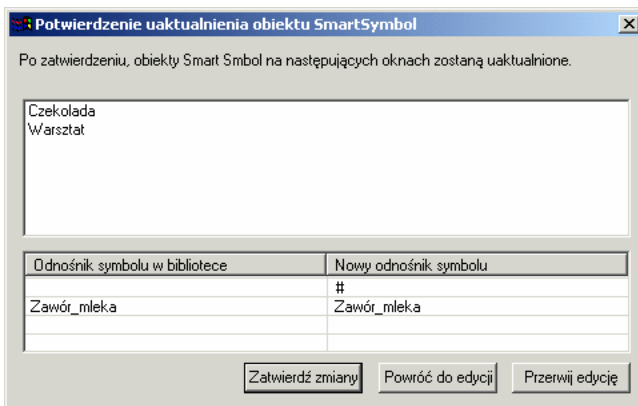 Potwierdzenie uaktualnienia obiektu SmartSymbol
Po zatwierdzeniu, obiekty Smart Smbol na następujących oknach zostaną uaktualnione.
Czekolada
Warsztat
Odnośnik symbolu w bibliotece Nowy odnośnik symbolu
#
Zawór_mleka Zawór_mleka
Zatwierdź zmiany Powróć do edycji Przerwij edycję